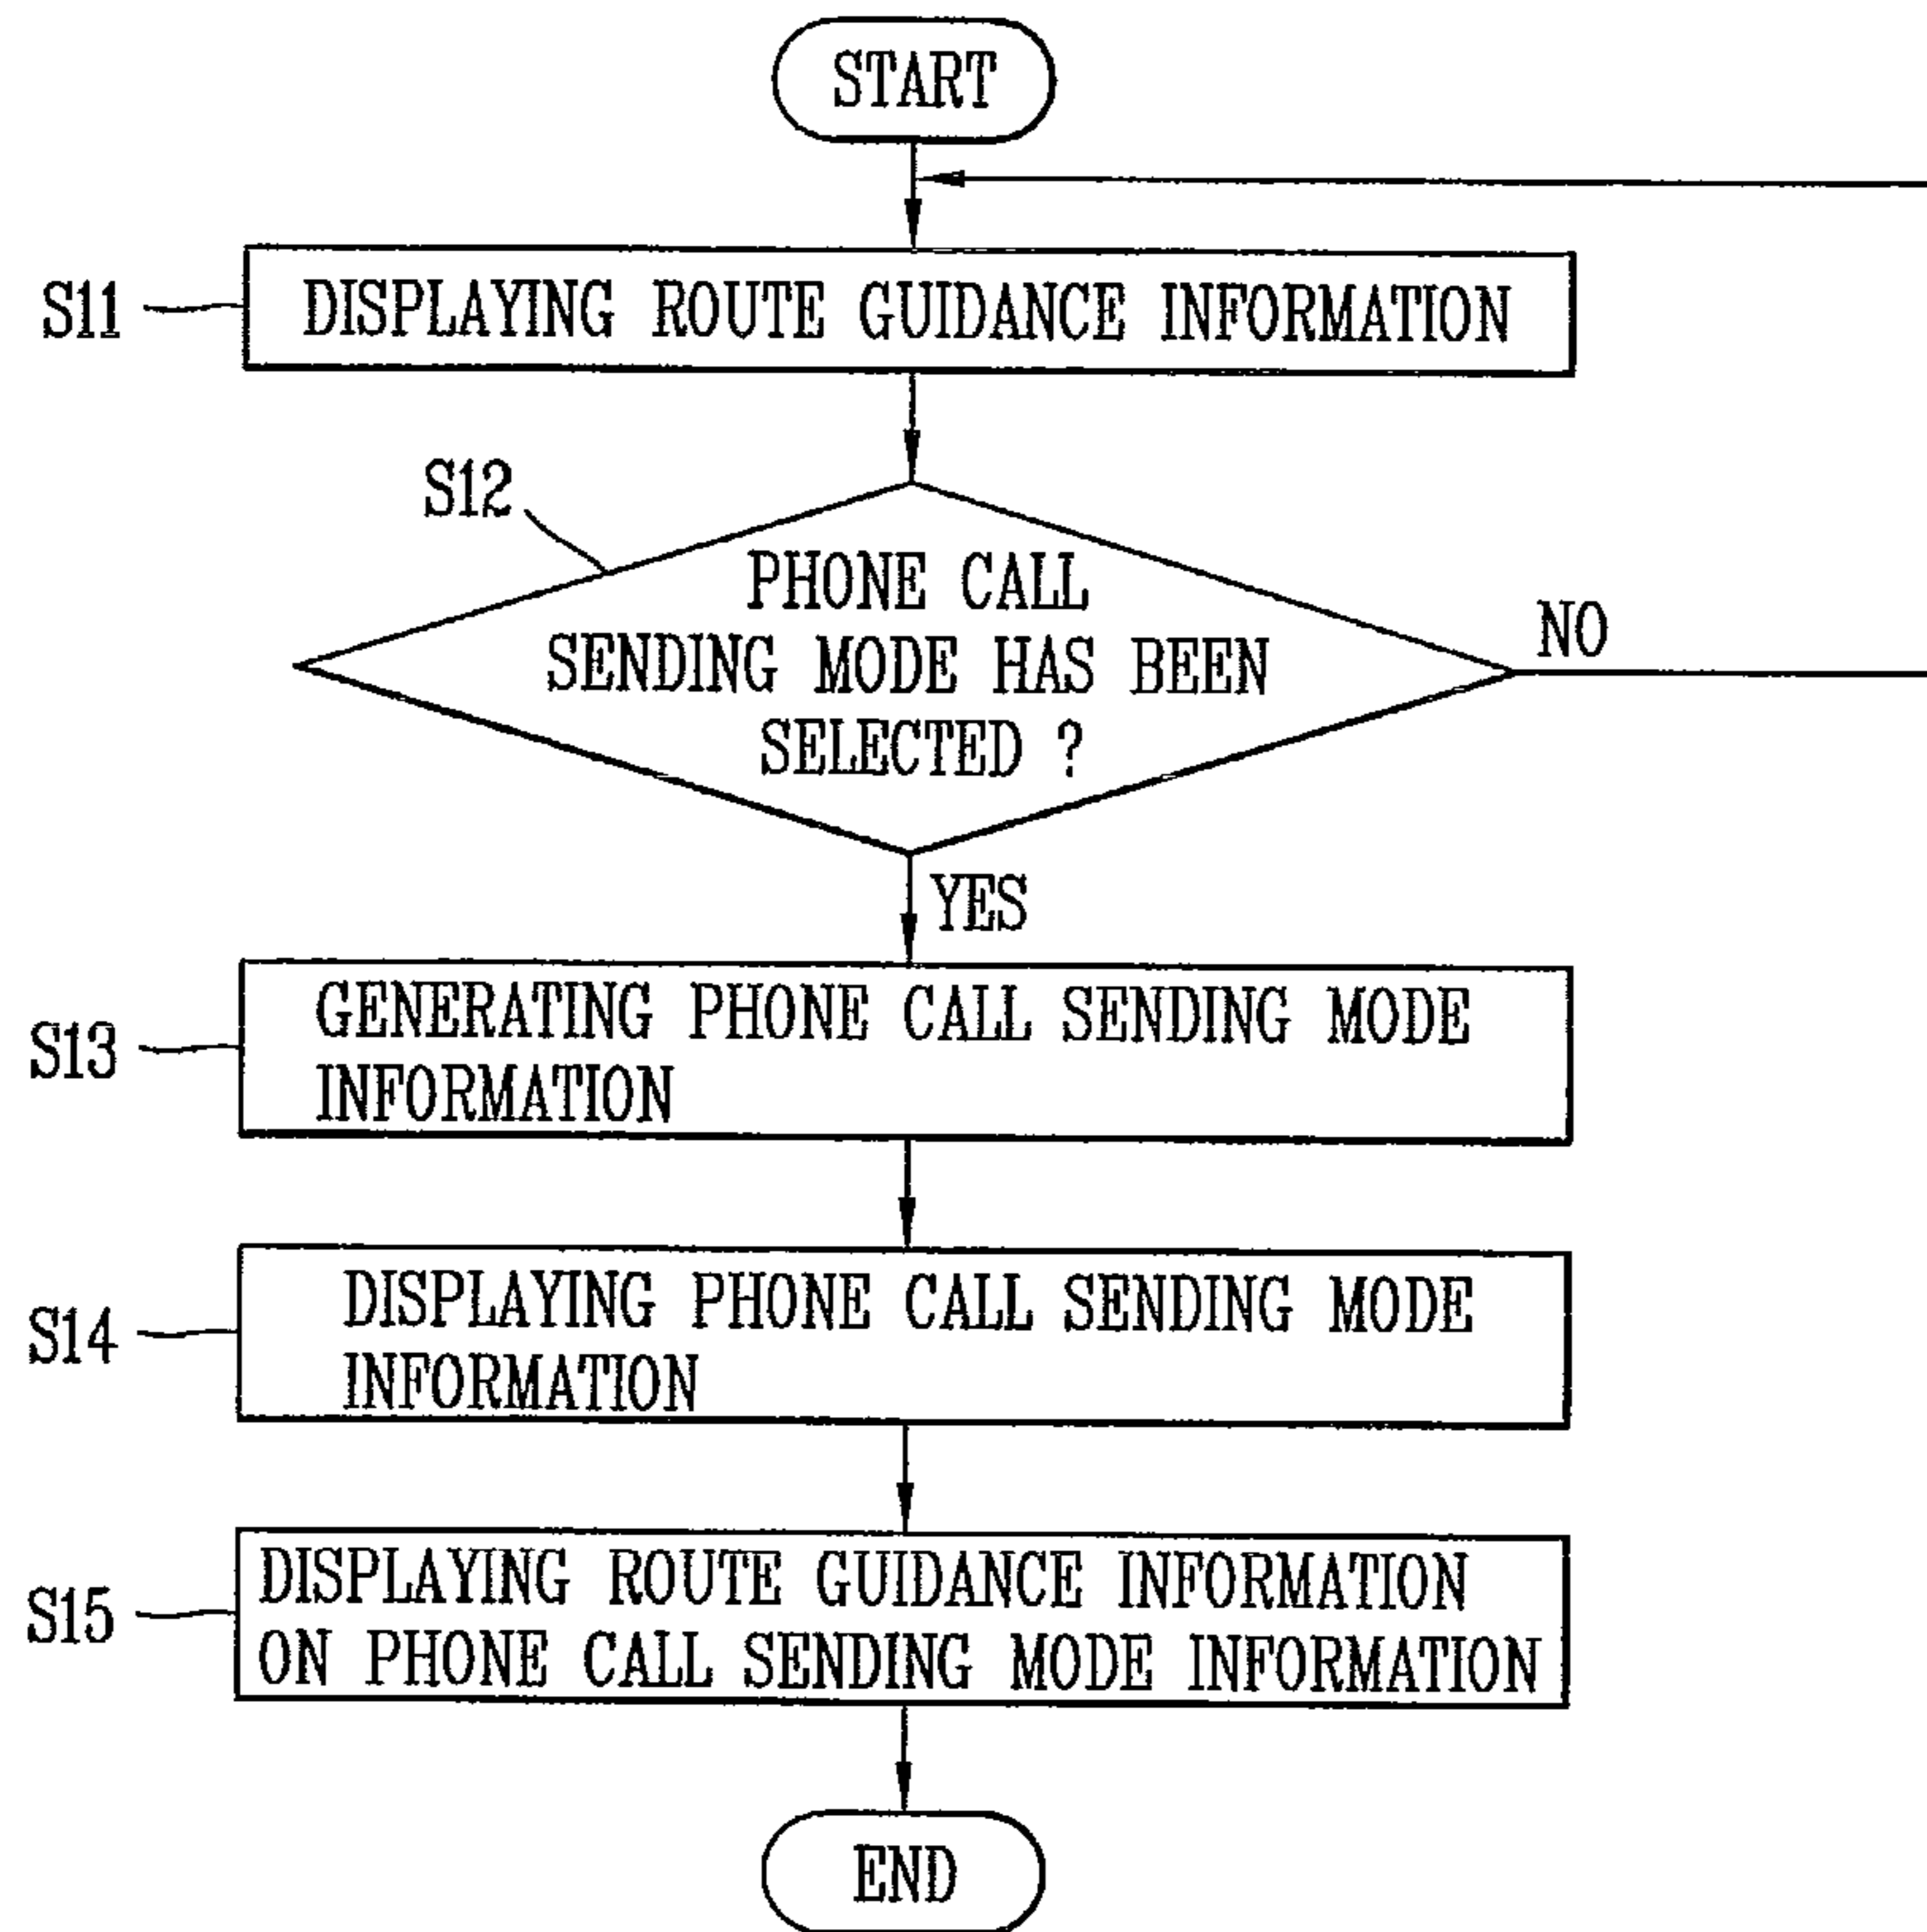 START
S11
DISPLAYING ROUTE GUIDANCE INFORMATION
S12
PHONE CALL
SENDING MODE HAS BEEN
SELECTED ?
NO
YES
S13
GENERATING PHONE CALL SENDING MODE
INFORMATION
S14
DISPLAYING PHONE CALL SENDING MODE
INFORMATION
S15
DISPLAYING ROUTE GUIDANCE INFORMATION
ON PHONE CALL SENDING MODE INFORMATION
END